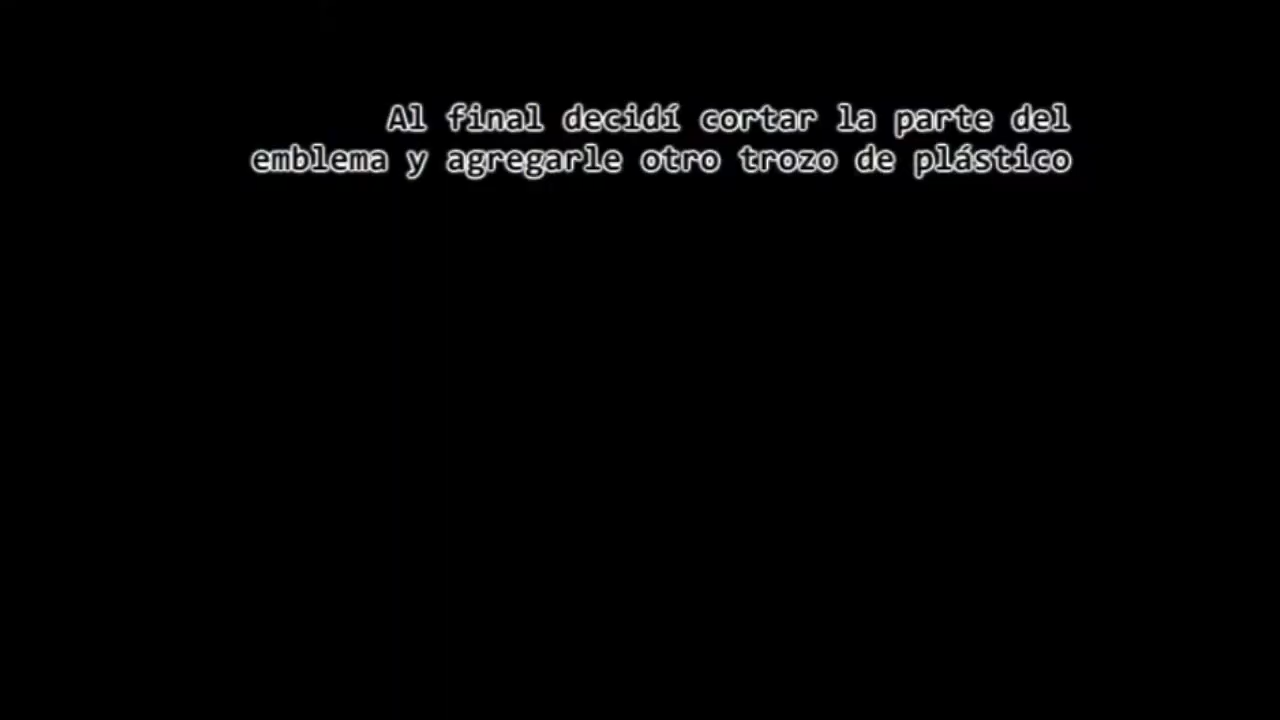 Al final decidí cortar la parte del
emblema y agregarle otro trozo de plástico